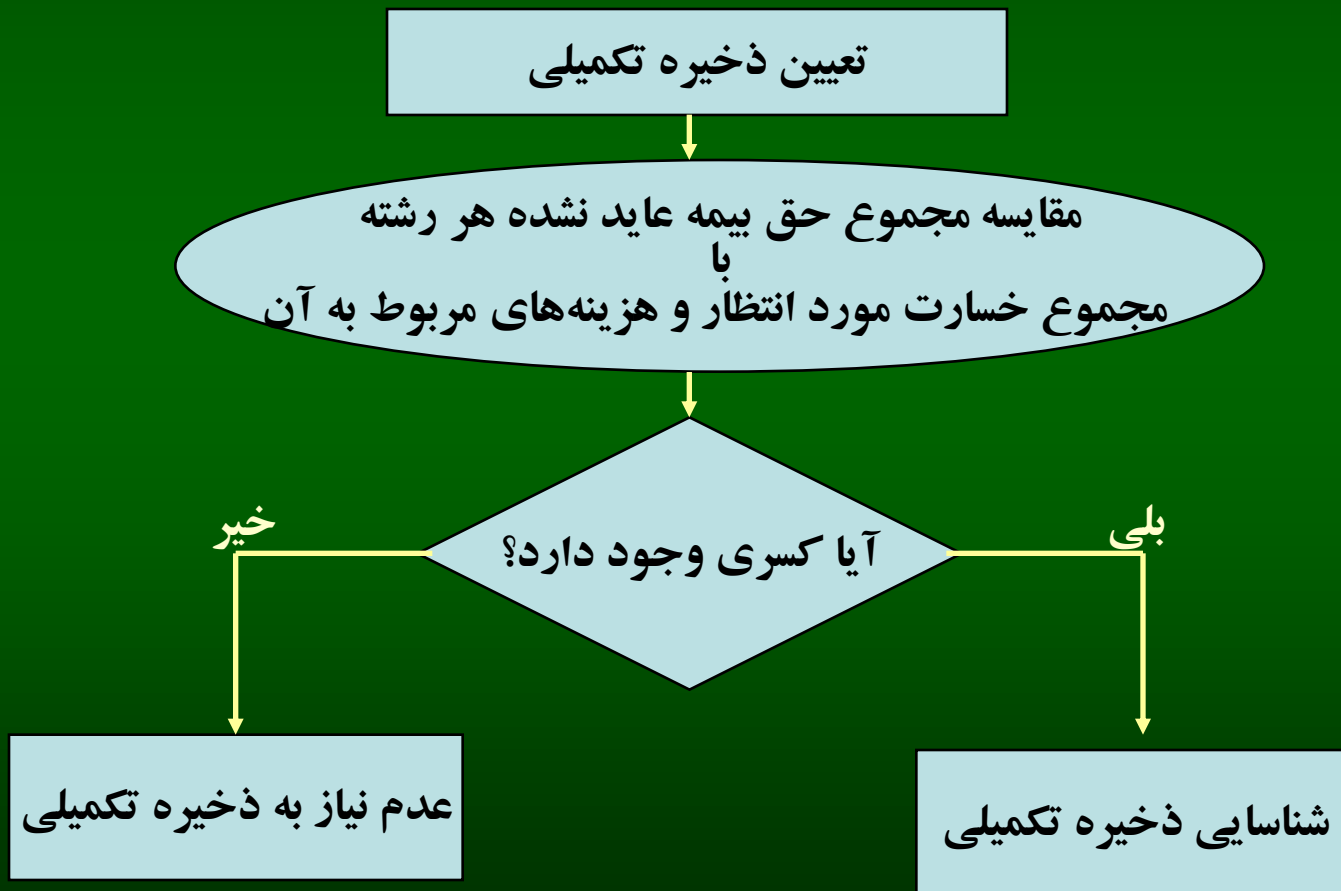 تعیین ذخیره تکمیلی
مقایسه مجموع حق بیمه عاید نشده هر رشته
با
مجموع خسارت مورد انتظار و هزینه‌های مربوط به آن
آیا کسری وجود دارد؟
بلی
خیر
شناسایی ذخیره تکمیلی
عدم نیاز به ذخیره تکمیلی